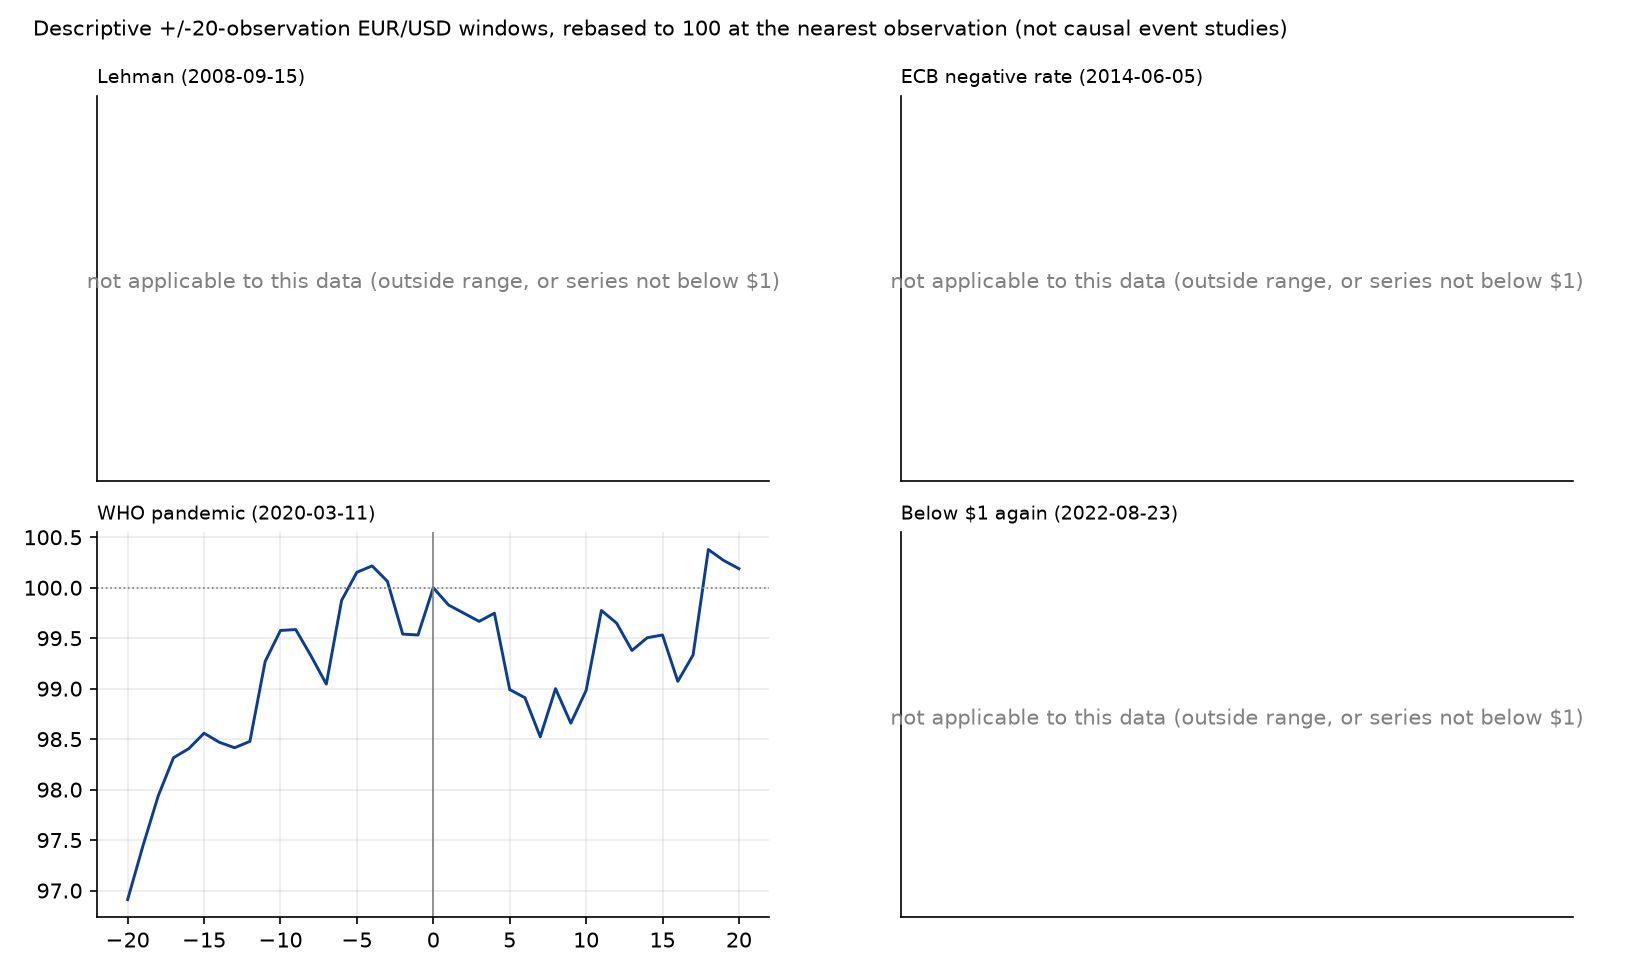 Descriptive +/-20-observation EUR/USD windows, rebased to 100 at the nearest observation (not causal event studies)
Lehman (2008-09-15)
not applicable to this data (outside range, or series not below $1)
ECB negative rate (2014-06-05)
not applicable to this data (outside range, or series not below $1)
WHO pandemic (2020-03-11)
100.5
100.0
99.5
99.0
98.5
98.0
97.5
97.0
−20 −15 −10 −5 0 5 10 15 20
Below $1 again (2022-08-23)
not applicable to this data (outside range, or series not below $1)